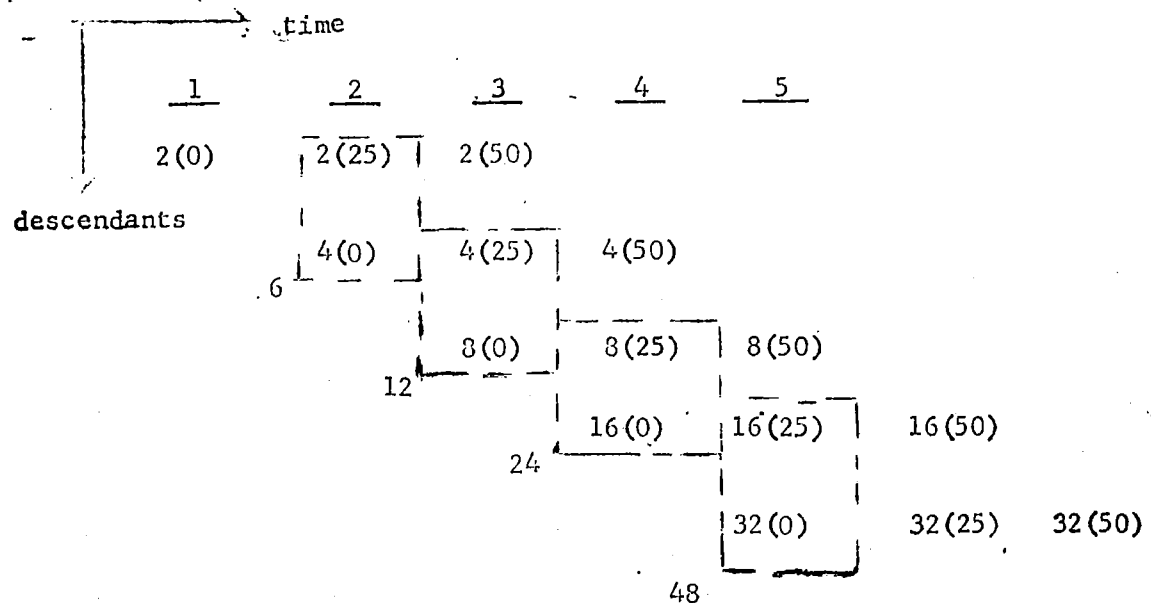 time
1 2 3 4 5
2(0) 2(25) 2(50)
descendants
4(0) 4(25) 4(50)
6
8(0) 8(25) 8(50)
12
16(0) 16(25) 16(50)
24
32(0) 32(25) 32(50)
48